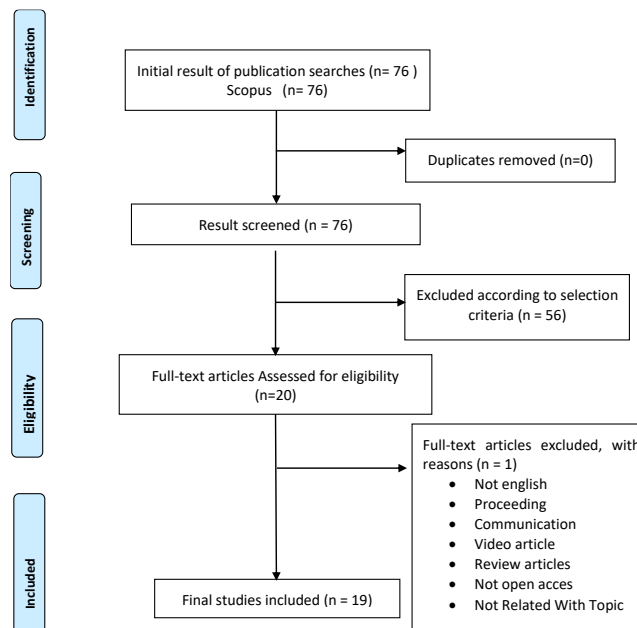 Identification
Initial result of publication searches (n= 76 )
Scopus (n= 76)
Duplicates removed (n=0)
Screening
Result screened (n = 76)
Excluded according to selection
criteria (n = 56)
Eligibility
Full-text articles Assessed for eligibility
(n=20)
Full-text articles excluded, with
reasons (n = 1)
• Not english
• Proceeding
• Communication
• Video article
• Review articles
• Not open acces
• Not Related With Topic
Included
Final studies included (n = 19)